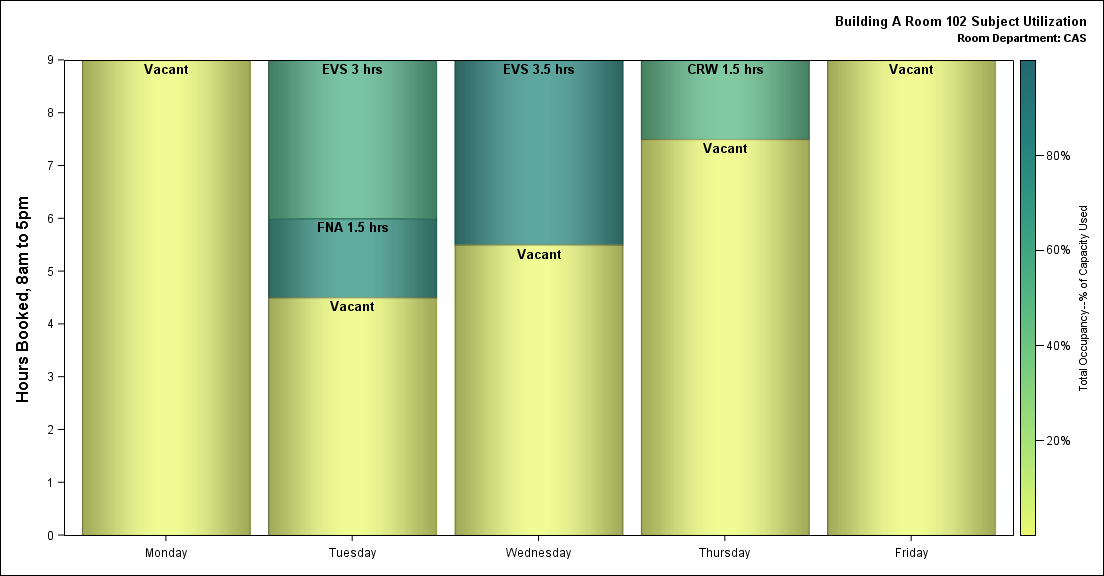 Building A Room 102 Subject Utilization
Room Department: CAS
Hours Booked, 8am to 5pm
9
8
7
6
5
4
3
2
1
0
Vacant
EVS 3 hrs
FNA 1.5 hrs
Vacant
EVS 3.5 hrs
Vacant
CRW 1.5 hrs
Vacant
Vacant
Monday
Tuesday
Wednesday
Thursday
Friday
80%
60%
40%
20%
Total Occupancy--% of Capacity Used